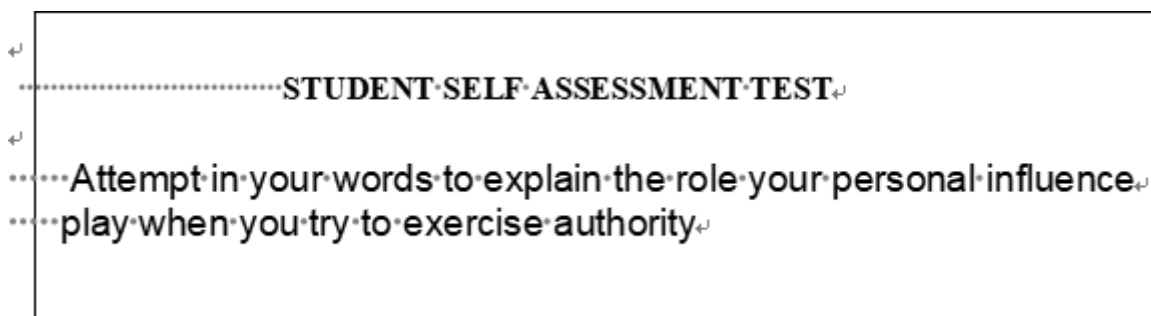 STUDENT SELF ASSESSMENT TEST
Attempt in your words to explain the role your personal influence
play when you try to exercise authority